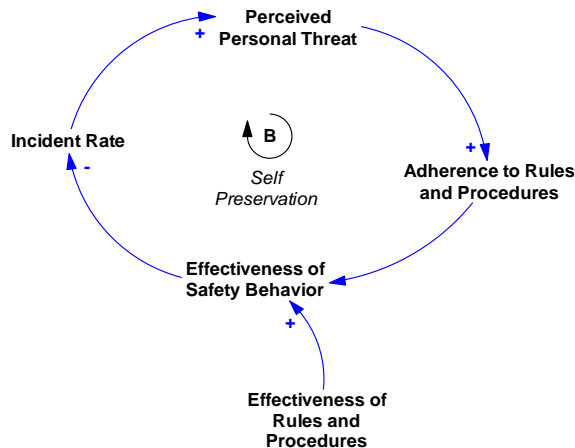 Perceived
Personal Threat
+
Incident Rate
B
+
-
Self
Preservation
Adherence to Rules
and Procedures
Effectiveness of
Safety Behavior
+
Effectiveness of
Rules and
Procedures